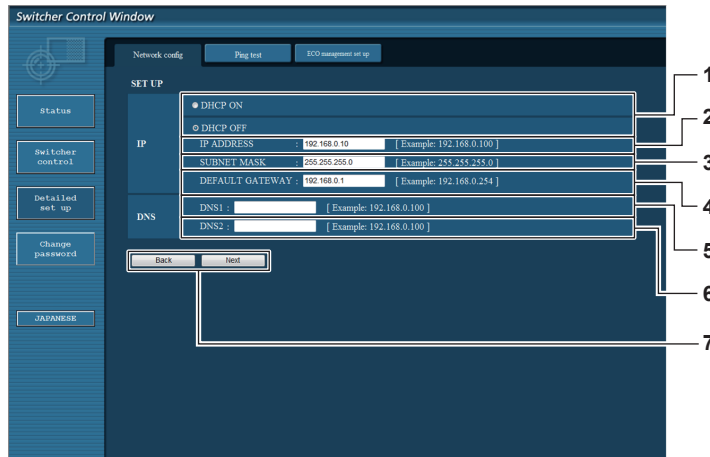 Switcher Control Window
Network config
Ping test
ECO management set up
SET UP
Status
Switcher
control
Detailed
set up
Change
password
JAPANESE
IP
DHCP ON
DHCP OFF
IP ADDRESS : 192.168.0.10 [ Example: 192.168.0.100 ]
SUBNET MASK : 255.255.255.0 [ Example: 255.255.255.0 ]
DEFAULT GATEWAY : 192.168.0.1 [ Example: 192.168.0.254 ]
DNS
DNS1 : [ Example: 192.168.0.100 ]
DNS2 : [ Example: 192.168.0.100 ]
Back
Next
1
2
3
4
5
6
7